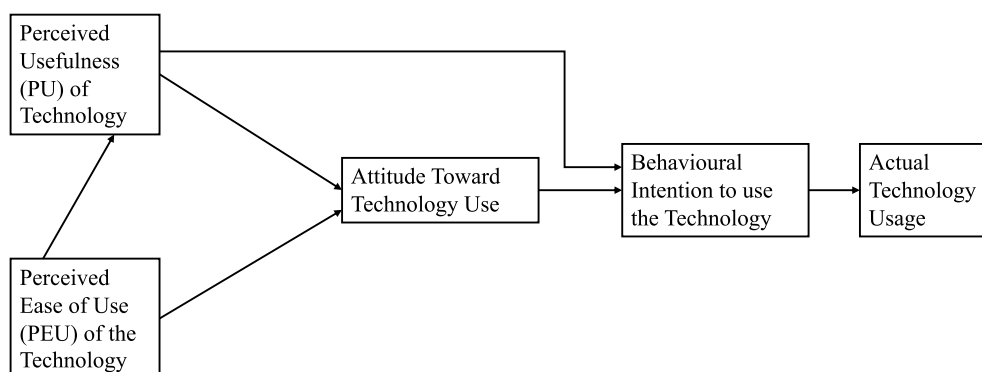 Perceived
Usefulness
(PU) of
Technology
Attitude Toward
Technology Use
Behavioural
Intention to use
the Technology
Actual
Technology
Usage
Perceived
Ease of Use
(PEU) of the
Technology